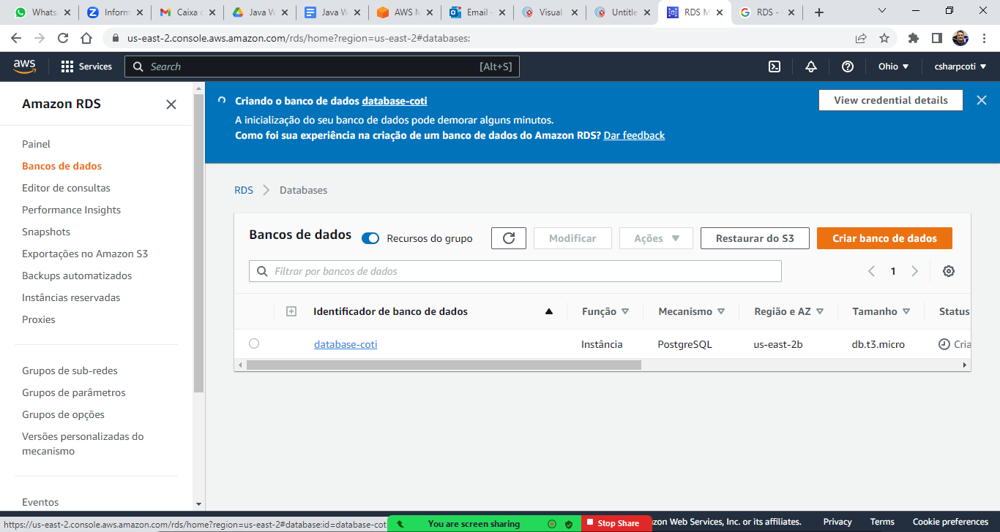 Whats
Inform
Caixa
Java W
Java W
AWS M
Email -
Visual
Untitle
RDS M
RDS -
us-east-2.console.aws.amazon.com/rds/home?region=us-east-2#databases:
aws
Services
Search
[Alt+S]
Ohio
csharpcoti
Amazon RDS
Painel
Bancos de dados
Editor de consultas
Performance Insights
Snapshots
Exportações no Amazon S3
Backups automatizados
Instâncias reservadas
Proxies
Grupos de sub-redes
Grupos de parâmetros
Grupos de opções
Versões personalizadas do
mecanismo
Eventos
Criando o banco de dados database-coti
A inicialização do seu banco de dados pode demorar alguns minutos.
Como foi sua experiência na criação de um banco de dados do Amazon RDS? Dar feedback
View credential details
RDS
Databases
Bancos de dados
Recursos do grupo
Modificar
Ações
Restaurar do S3
Criar banco de dados
Filtrar por bancos de dados
1
Identificador de banco de dados
Função
Mecanismo
Região e AZ
Tamanho
Status
database-coti
Instância
PostgreSQL
us-east-2b
db.t3.micro
Cria
https://us-east-2.console.aws.amazon.com/rds/home?region=us-east-2#database:id=database-cot
You are screen sharing
Stop Share
zon Web Services, Inc. or its affiliates.
Privacy
Terms
Cookie preferences